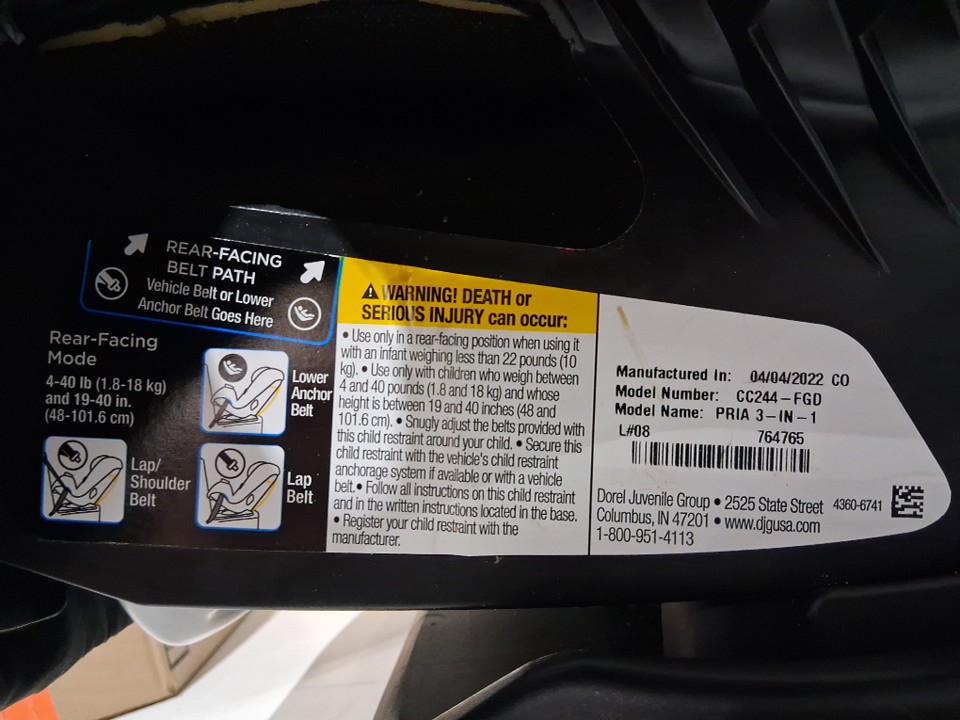 REAR-FACING
BELT PATH
Vehicle Belt or Lower
Anchor Belt Goes Here
Rear-Facing
Mode
4-40 lb (1.8-18 kg)
and 19-40 in.
(48-101.6 cm)
Lower
Anchor
Belt
Lap/
Shoulder
Belt
Lap
Belt
WARNING! DEATH or
SERIOUS INJURY can occur:
• Use only in a rear-facing position when using it
with an infant weighing less than 22 pounds (10
kg). • Use only with children who weigh between
4 and 40 pounds (1.8 and 18 kg) and whose
height is between 19 and 40 inches (48 and
101.6 cm). • Snugly adjust the belts provided with
this child restraint around your child. • Secure this
child restraint with the vehicle's child restraint
anchorage system if available or with a vehicle
belt. • Follow all instructions on this child restraint
and in the written instructions located in the base.
• Register your child restraint with the
manufacturer.
Manufactured In: 04/04/2022 CO
Model Number: CC244-FGD
Model Name: PRIA 3-IN-1
L#08 764765
Dorel Juvenile Group • 2525 State Street 4360-6741
Columbus, IN 47201 • www.djgusa.com
1-800-951-4113